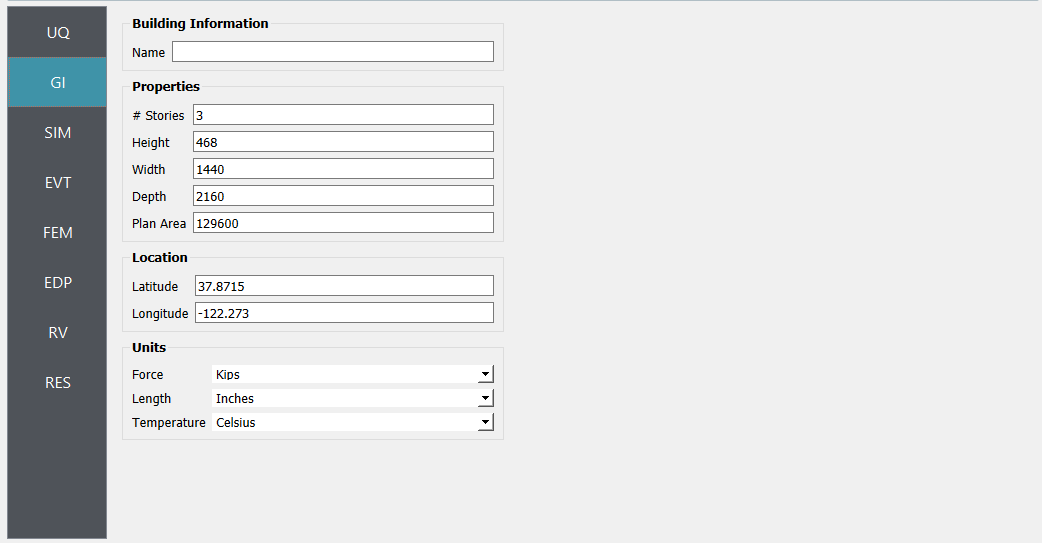 UQ
GI
SIM
EVT
FEM
EDP
RV
RES
Building Information
Name
Properties
# Stories 3
Height 468
Width 1440
Depth 2160
Plan Area 129600
Location
Latitude 37.8715
Longitude -122.273
Units
Force Kips
Length Inches
Temperature Celsius